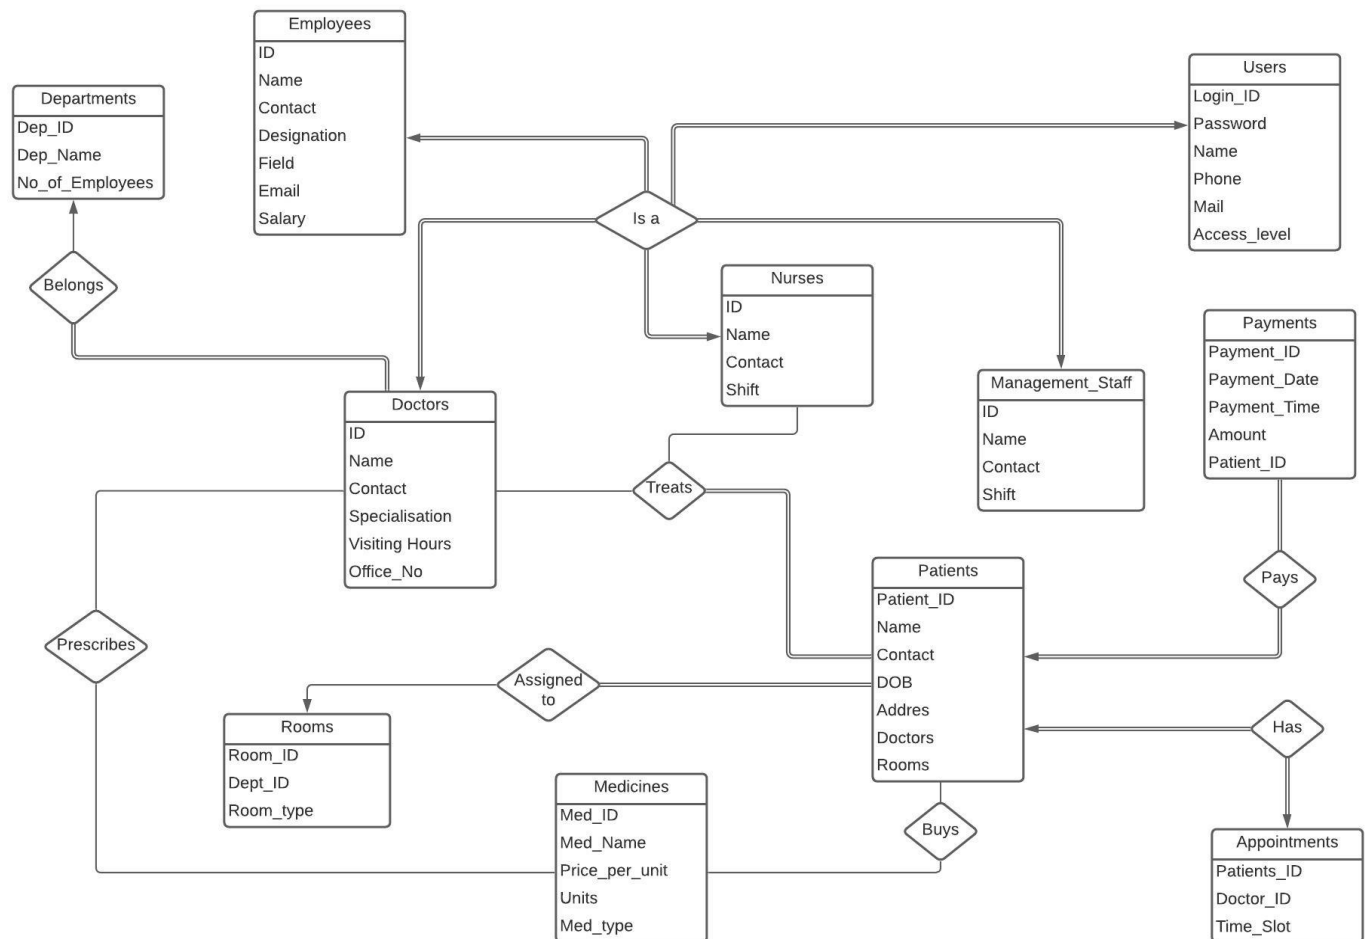 Employees
ID
Name
Contact
Designation
Field
Email
Salary
Users
Login_ID
Password
Name
Phone
Mail
Access_level
Departments
Dep_ID
Dep_Name
No_of_Employees
Is a
Belongs
Nurses
ID
Name
Contact
Shift
Payments
Payment_ID
Payment_Date
Payment_Time
Amount
Patient_ID
Management_Staff
ID
Name
Contact
Shift
Doctors
ID
Name
Contact
Specialisation
Visiting Hours
Office_No
Treats
Patients
Patient_ID
Name
Contact
DOB
Addres
Doctors
Rooms
Pays
Prescribes
Assigned
to
Rooms
Room_ID
Dept_ID
Room_type
Has
Medicines
Med_ID
Med_Name
Price_per_unit
Units
Med_type
Buys
Appointments
Patients_ID
Doctor_ID
Time_Slot